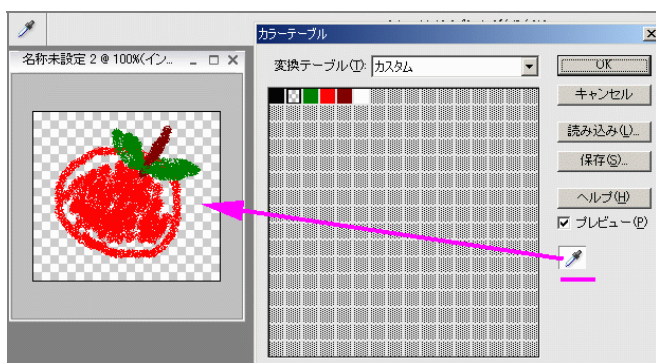 カラーテーブル
名称未設定 2 @ 100%(イン...
変換テーブル(T): カスタム
OK
キャンセル
読み込み(L)...
保存(S)...
ヘルプ(H)
プレビュー(P)